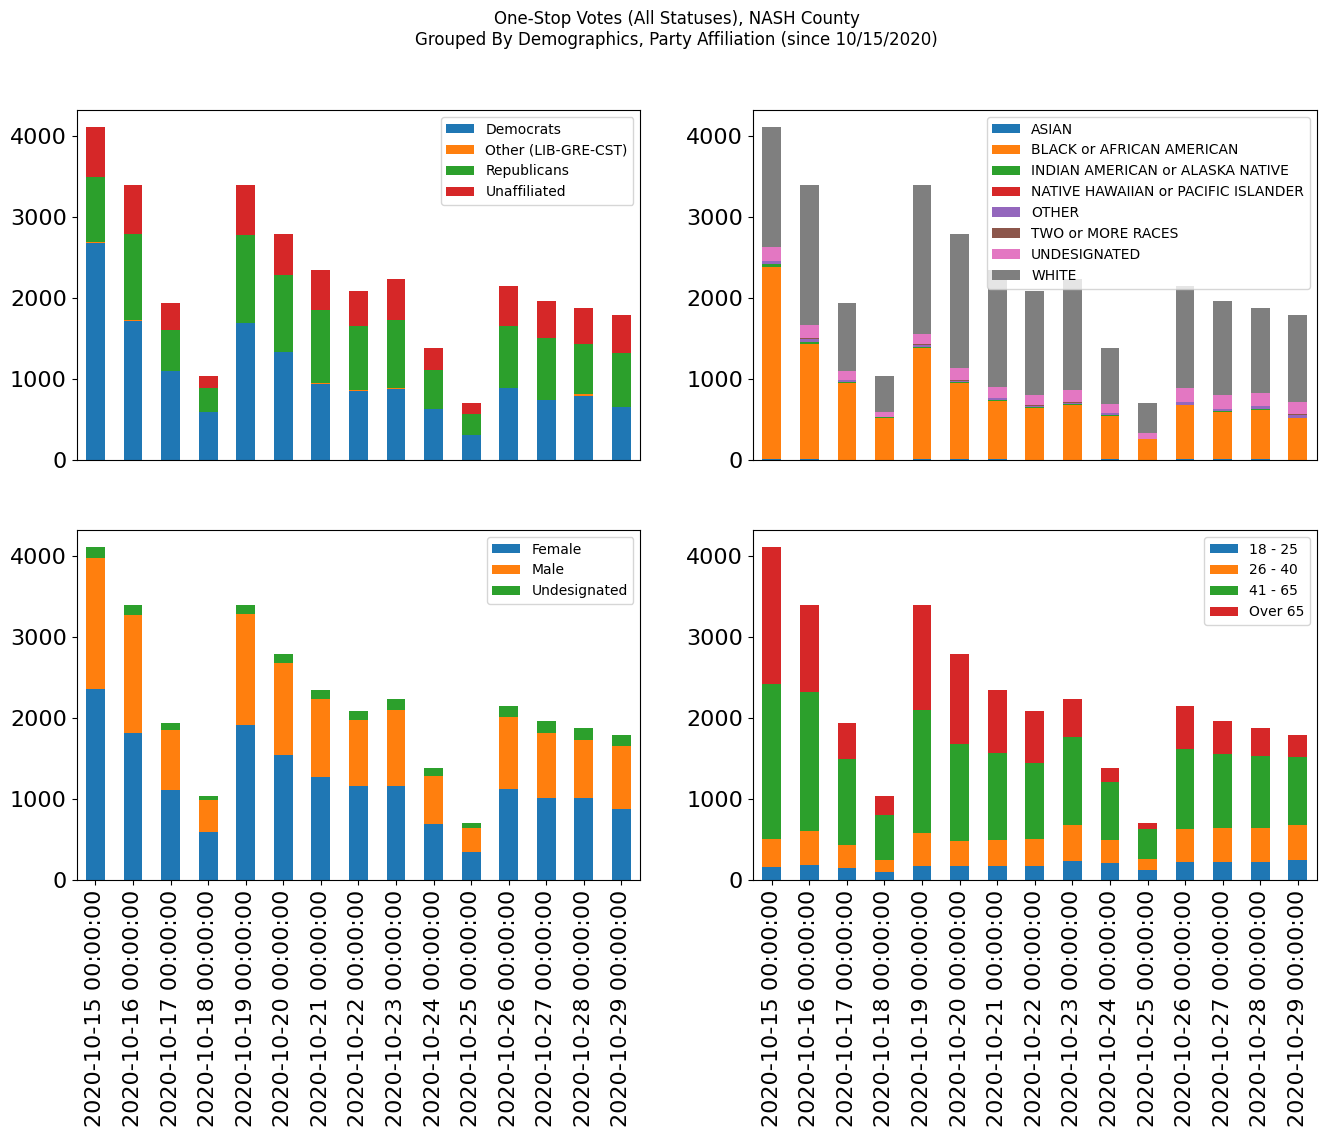 One-Stop Votes (All Statuses), NASH County
Grouped By Demographics, Party Affiliation (since 10/15/2020)
4000
3000
2000
1000
0
Democrats
Other (LIB-GRE-CST)
Republicans
Unaffiliated
4000
3000
2000
1000
0
ASIAN
BLACK or AFRICAN AMERICAN
INDIAN AMERICAN or ALASKA NATIVE
NATIVE HAWAIIAN or PACIFIC ISLANDER
OTHER
TWO or MORE RACES
UNDESIGNATED
WHITE
4000
3000
2000
1000
0
Female
Male
Undesignated
2020-10-15 00:00:00
2020-10-16 00:00:00
2020-10-17 00:00:00
2020-10-18 00:00:00
2020-10-19 00:00:00
2020-10-20 00:00:00
2020-10-21 00:00:00
2020-10-22 00:00:00
2020-10-23 00:00:00
2020-10-24 00:00:00
2020-10-25 00:00:00
2020-10-26 00:00:00
2020-10-27 00:00:00
2020-10-28 00:00:00
2020-10-29 00:00:00
4000
3000
2000
1000
0
18 - 25
26 - 40
41 - 65
Over 65
2020-10-15 00:00:00
2020-10-16 00:00:00
2020-10-17 00:00:00
2020-10-18 00:00:00
2020-10-19 00:00:00
2020-10-20 00:00:00
2020-10-21 00:00:00
2020-10-22 00:00:00
2020-10-23 00:00:00
2020-10-24 00:00:00
2020-10-25 00:00:00
2020-10-26 00:00:00
2020-10-27 00:00:00
2020-10-28 00:00:00
2020-10-29 00:00:00